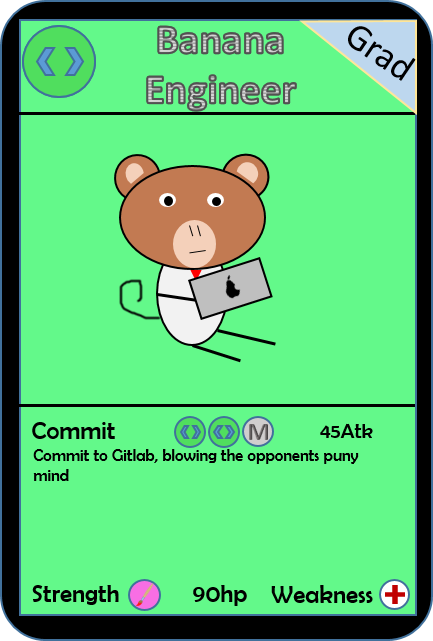 Banana
Engineer
Grad
Commit M 45Atk
Commit to Gitlab, blowing the opponents puny
mind
Strength 90hp Weakness